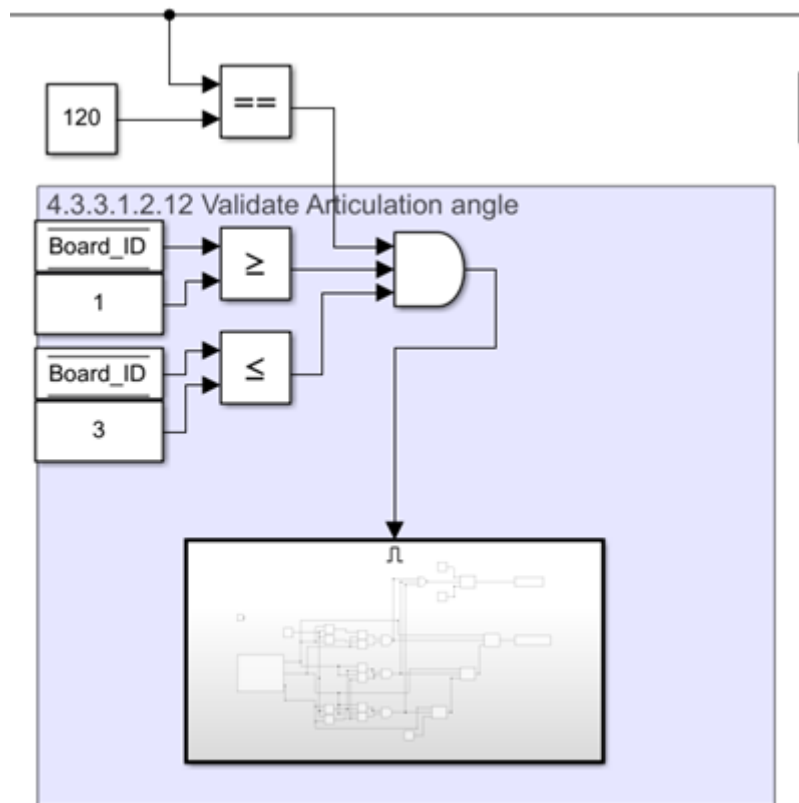 120
==
4.3.3.1.2.12 Validate Articulation angle
Board_ID
≥
1
Board_ID
≤
3